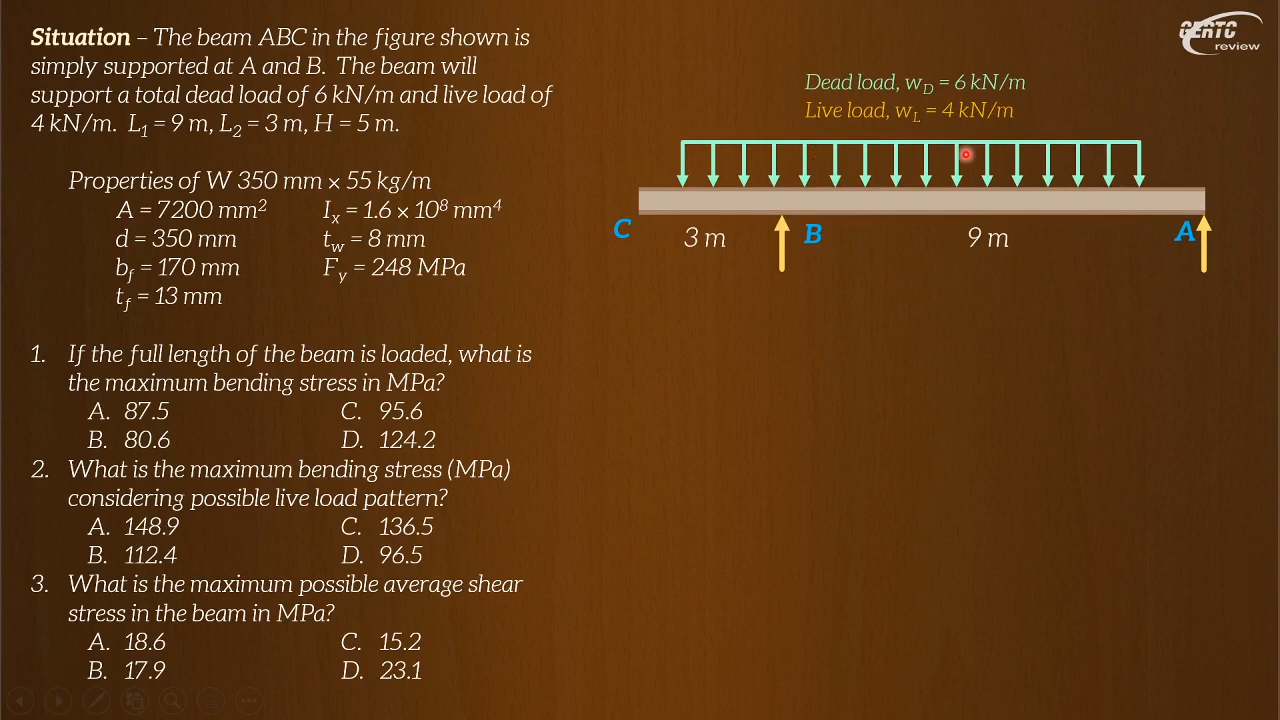 Situation – The beam ABC in the figure shown is
simply supported at A and B. The beam will
support a total dead load of 6 kN/m and live load of
4 kN/m. L1 = 9 m, L2 = 3 m, H = 5 m.
Properties of W 350 mm × 55 kg/m
A = 7200 mm² Ix = 1.6 x 10⁸ mm⁴
d = 350 mm tw = 8 mm
bf = 170 mm Fy = 248 MPa
tf = 13 mm
1. If the full length of the beam is loaded, what is
the maximum bending stress in MPa?
A. 87.5 C. 95.6
B. 80.6 D. 124.2
2. What is the maximum bending stress (MPa)
considering possible live load pattern?
A. 148.9 C. 136.5
B. 112.4 D. 96.5
3. What is the maximum possible average shear
stress in the beam in MPa?
A. 18.6 C. 15.2
B. 17.9 D. 23.1
GERTC
review
Dead load, wD = 6 kN/m
Live load, wL = 4 kN/m
C 3 m B 9 m A